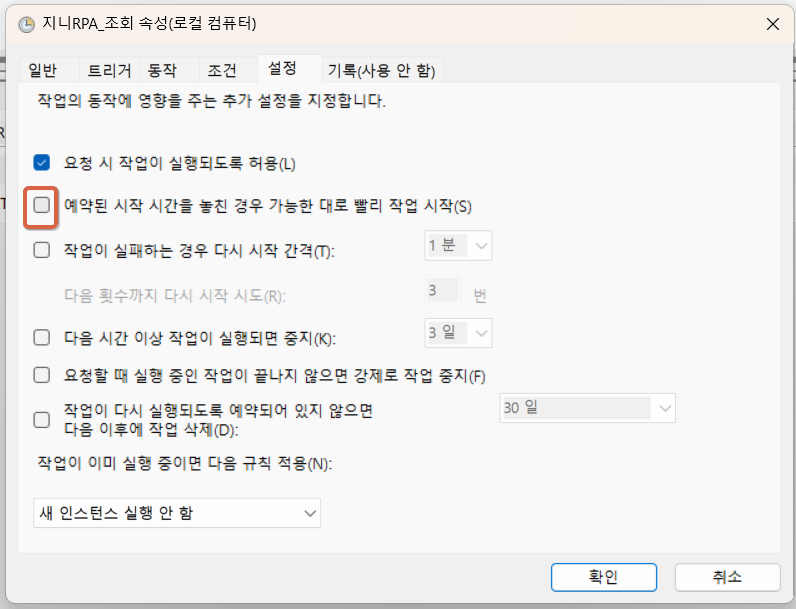 지니RPA_조회 속성(로컬 컴퓨터)
일반 트리거 동작 조건 설정 기록(사용 안 함)
작업의 동작에 영향을 주는 추가 설정을 지정합니다.
요청 시 작업이 실행되도록 허용(L)
예약된 시작 시간을 놓친 경우 가능한 대로 빨리 작업 시작(S)
작업이 실패하는 경우 다시 시작 간격(T): 1 분
다음 횟수까지 다시 시작 시도(R): 3 번
다음 시간 이상 작업이 실행되면 중지(K): 3 일
요청할 때 실행 중인 작업이 끝나지 않으면 강제로 작업 중지(F)
작업이 다시 실행되도록 예약되어 있지 않으면
다음 이후에 작업 삭제(D): 30 일
작업이 이미 실행 중이면 다음 규칙 적용(N):
새 인스턴스 실행 안 함
확인 취소